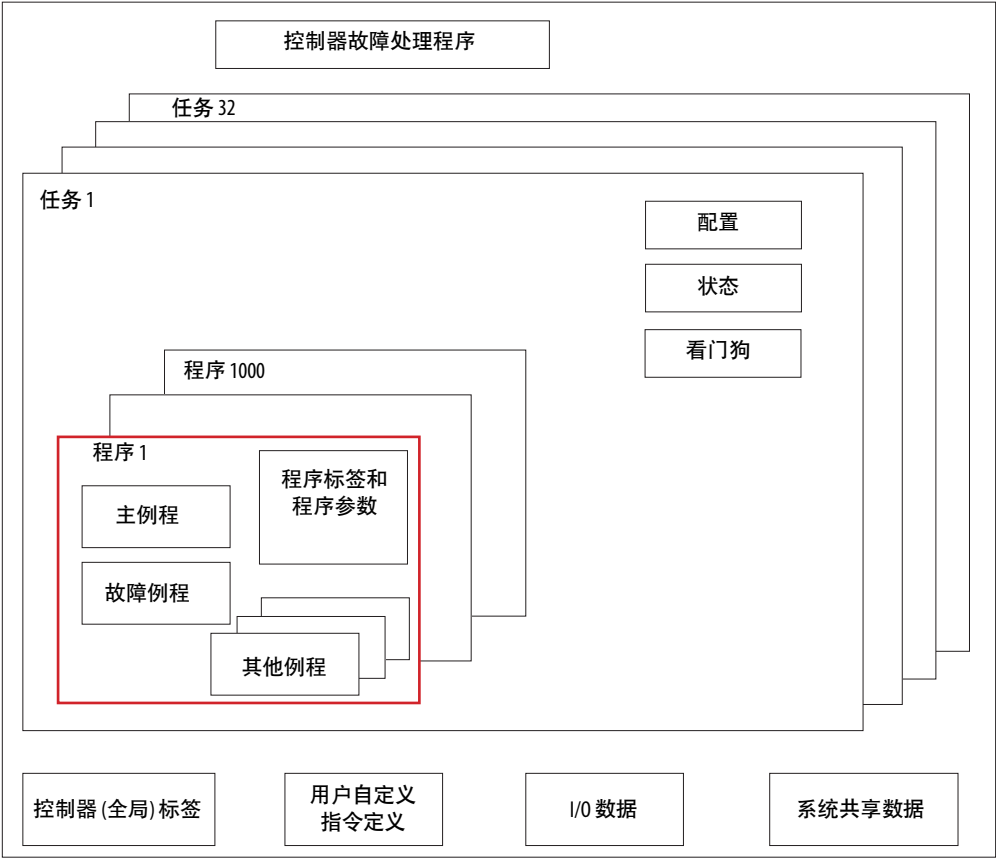 控制器故障处理程序
任务 32
任务 1
配置
状态
看门狗
程序 1000
程序 1
程序标签和
程序参数
主例程
故障例程
其他例程
控制器 (全局) 标签
用户自定义
指令定义
I/0 数据
系统共享数据